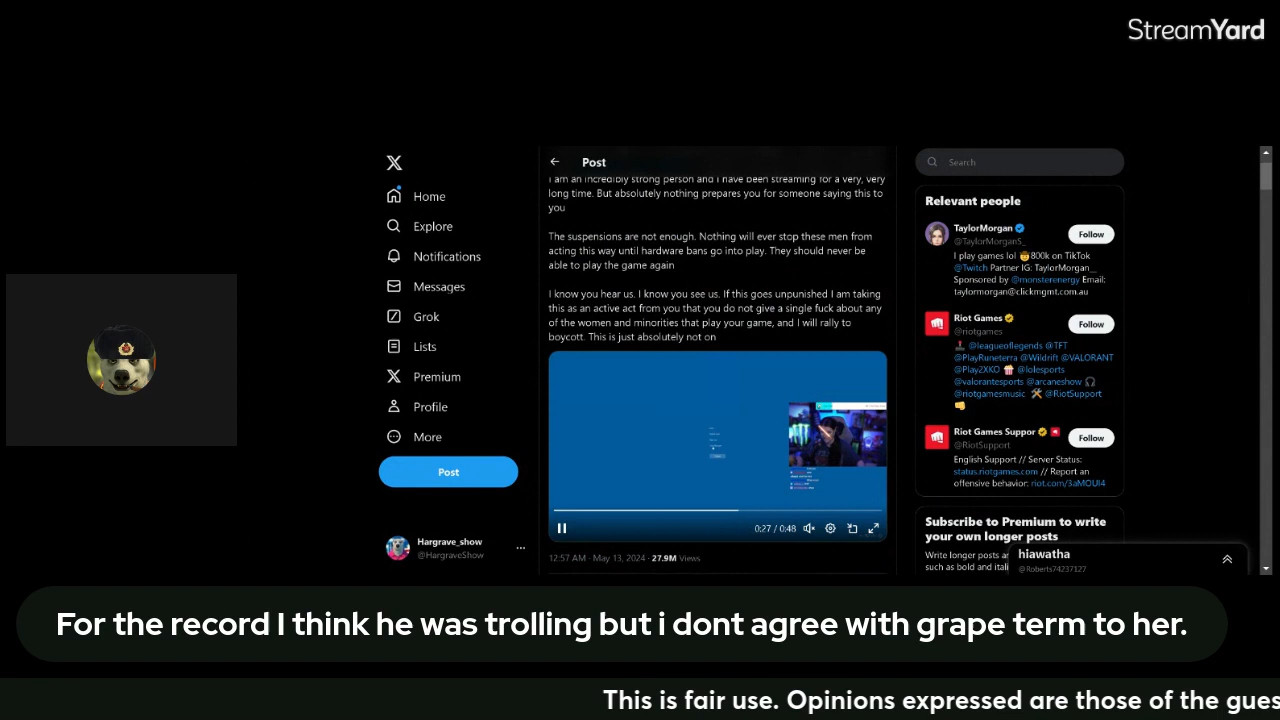 StreamYard
Home
Explore
Notifications
Messages
Grok
Lists
Premium
Profile
More
Post
Hargrave_show
@HargraveShow
Post
I am an incredibly strong person and I have been streaming for a very, very
long time. But absolutely nothing prepares you for someone saying this to
you
The suspensions are not enough. Nothing will ever stop these men from
acting this way until hardware bans go into play. They should never be
able to play the game again
I know you hear us. I know you see us. If this goes unpunished I am taking
this as an active act from you that you do not give a single fuck about any
of the women and minorities that play your game, and I will rally to
boycott. This is just absolutely not on
0:27 / 0:48
12:57 AM · May 13, 2024 · 27.9M Views
Search
Relevant people
TaylorMorgan
@TaylorMorganS_
Follow
I play games lol 🤠800k on TikTok
@Twitch Partner IG: TaylorMorgan__
Sponsored by @monsterenergy Email:
taylormorgan@clickmgmt.com.au
Riot Games
@riotgames
Follow
🕹️ @leagueoflegends @TFT
@PlayRuneterra @Wildrift @VALORANT
@Play2XKO 🍿 @lolesports
@valorantesports @arcaneshow 🎧
@riotgamesmusic 🛠️ @RiotSupport
👊
Riot Games Suppor
@RiotSupport
Follow
English Support // Server Status:
status.riotgames.com // Report an
offensive behavior: riot.com/3aMOUI4
Subscribe to Premium to write
your own longer posts
Write longer posts ar
such as bold and itali
hiawatha
@Roberts74237127
For the record I think he was trolling but i dont agree with grape term to her.
This is fair use. Opinions expressed are those of the gues